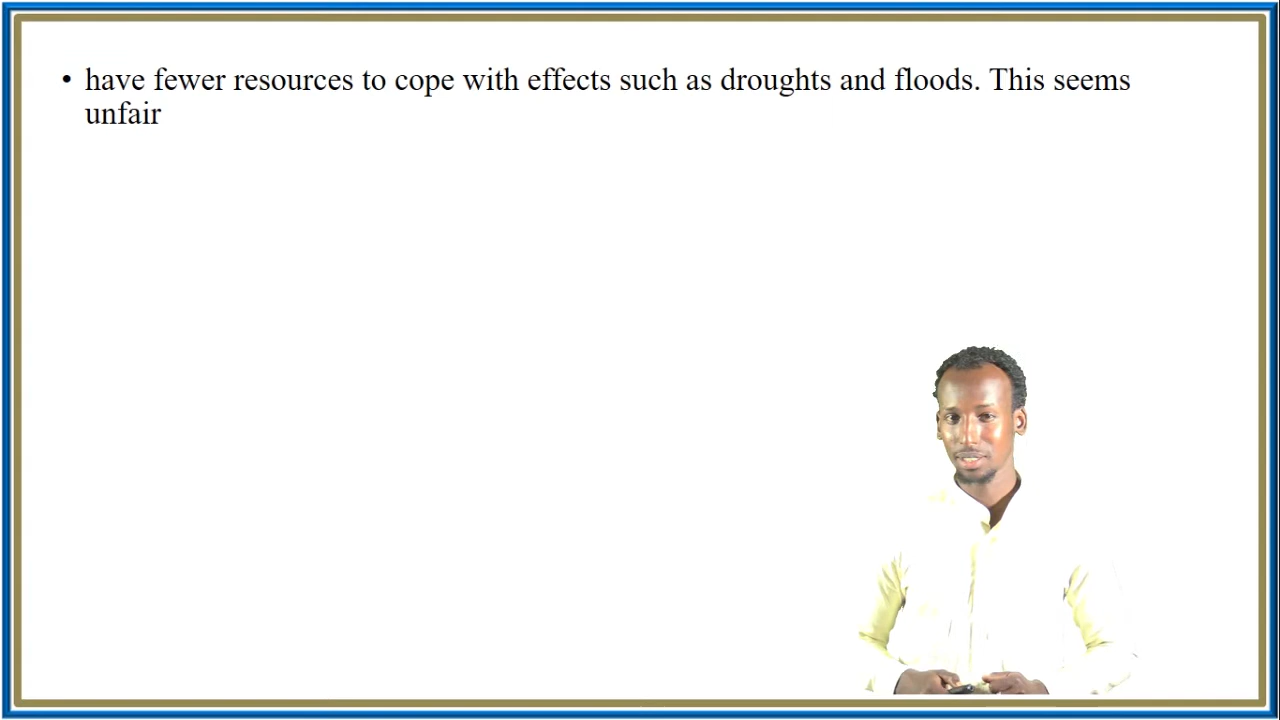 • have fewer resources to cope with effects such as droughts and floods. This seems
unfair